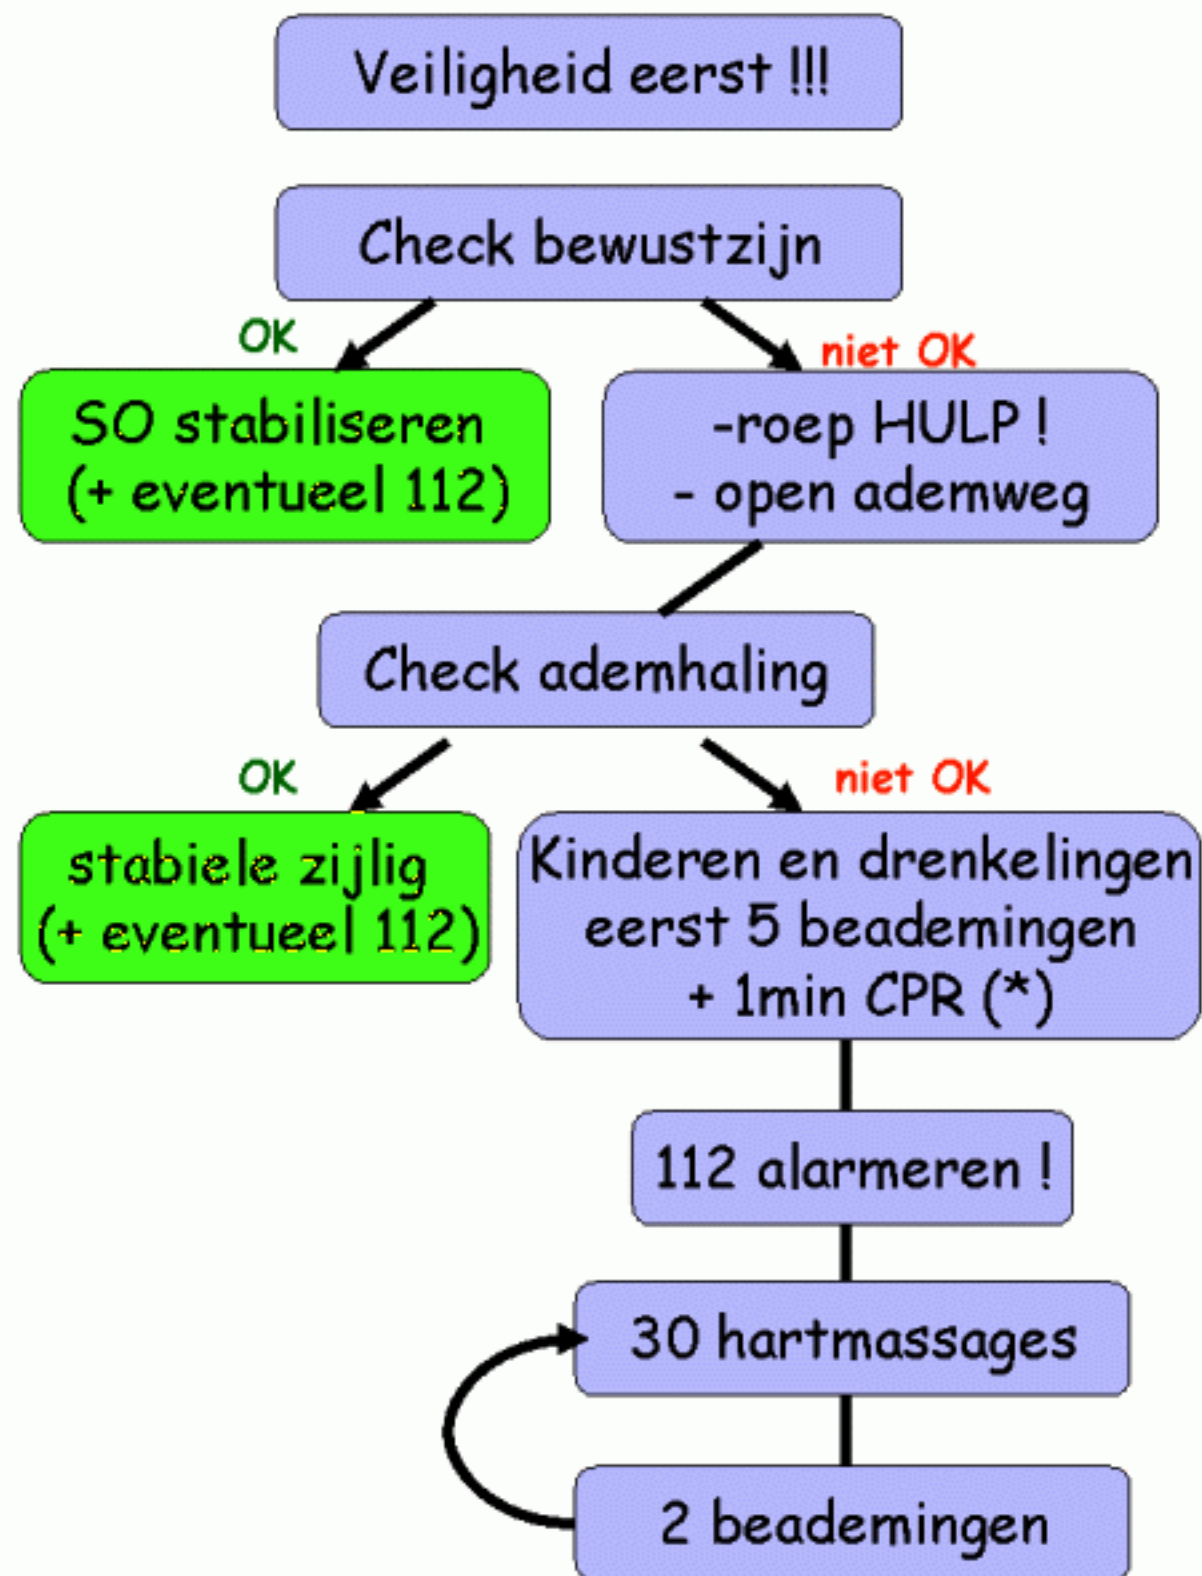 Veiligheid eerst !!!
Check bewustzijn
OK
niet OK
SO stabiliseren
(+ eventueel 112)
-roep HULP !
- open ademweg
Check ademhaling
OK
niet OK
stabiele zijlig
(+ eventueel 112)
Kinderen en drenkelingen
eerst 5 beademingen
+ 1min CPR (*)
112 alarmeren !
30 hartmassages
2 beademingen